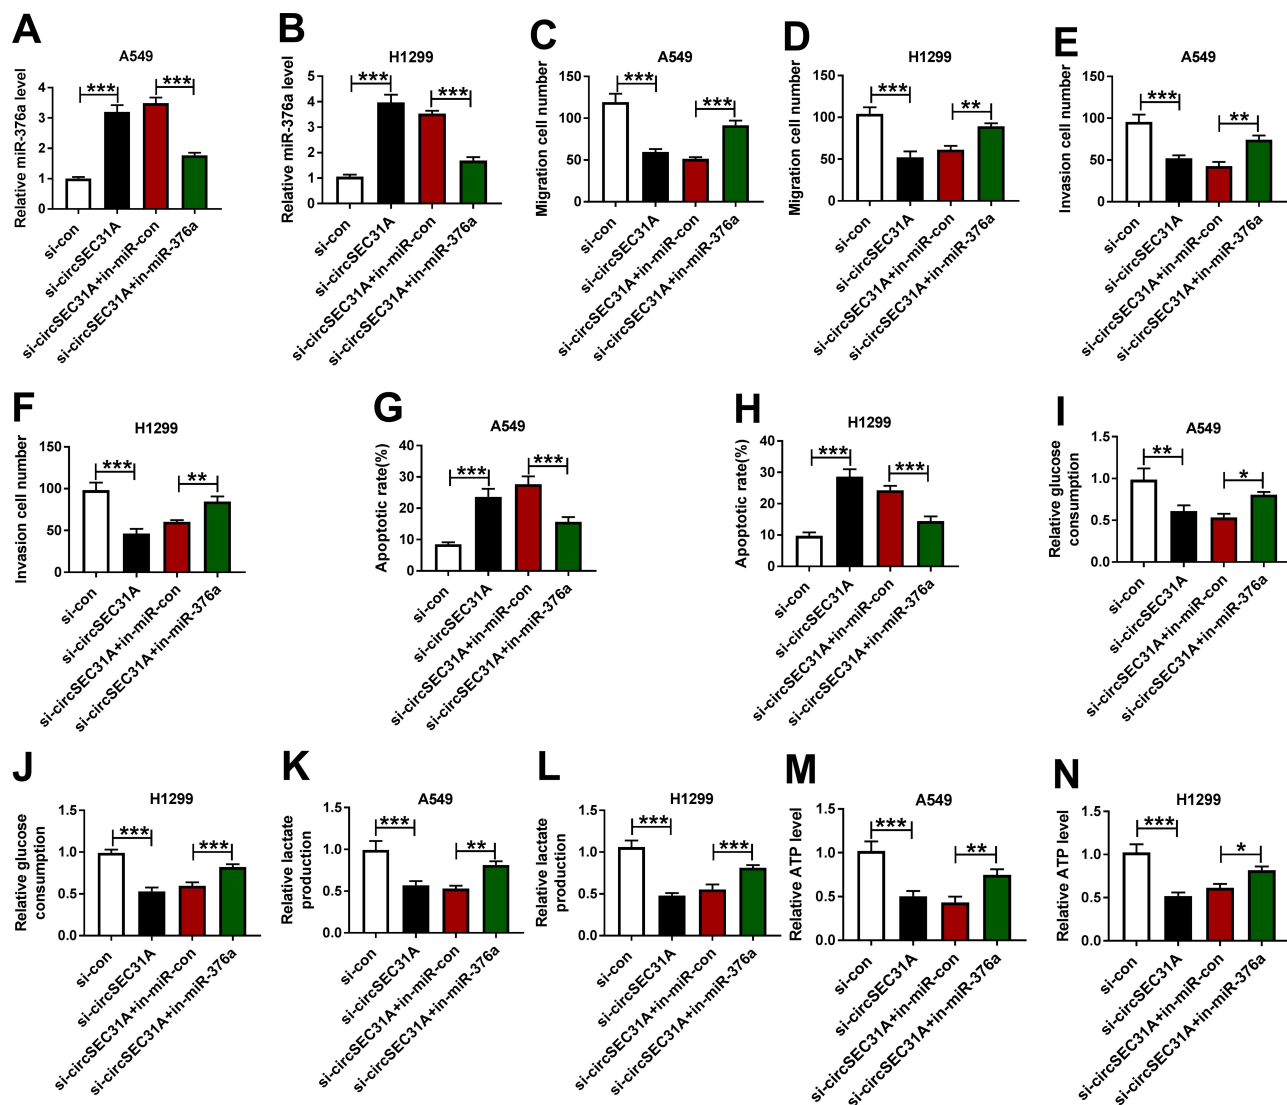 A
A549
Relative miR-376a level
4
3
2
1
0
***
***
si-con
si-circSEC31A
si-circSEC31A+in-miR-con
si-circSEC31A+in-miR-376a
B
H1299
Relative miR-376a level
5
4
3
2
1
0
***
***
si-con
si-circSEC31A
si-circSEC31A+in-miR-con
si-circSEC31A+in-miR-376a
C
A549
Migration cell number
150
100
50
0
***
***
si-con
si-circSEC31A
si-circSEC31A+in-miR-con
si-circSEC31A+in-miR-376a
D
H1299
Migration cell number
150
100
50
0
***
**
si-con
si-circSEC31A
si-circSEC31A+in-miR-con
si-circSEC31A+in-miR-376a
E
A549
Invasion cell number
150
100
50
0
***
**
si-con
si-circSEC31A
si-circSEC31A+in-miR-con
si-circSEC31A+in-miR-376a
F
H1299
Invasion cell number
150
100
50
0
***
**
si-con
si-circSEC31A
si-circSEC31A+in-miR-con
si-circSEC31A+in-miR-376a
G
A549
Apoptotic rate(%)
40
30
20
10
0
***
***
si-con
si-circSEC31A
si-circSEC31A+in-miR-con
si-circSEC31A+in-miR-376a
H
H1299
Apoptotic rate(%)
40
30
20
10
0
***
***
si-con
si-circSEC31A
si-circSEC31A+in-miR-con
si-circSEC31A+in-miR-376a
I
A549
Relative glucose
consumption
1.5
1.0
0.5
0.0
**
*
si-con
si-circSEC31A
si-circSEC31A+in-miR-con
si-circSEC31A+in-miR-376a
J
H1299
Relative glucose
consumption
1.5
1.0
0.5
0.0
***
***
si-con
si-circSEC31A
si-circSEC31A+in-miR-con
si-circSEC31A+in-miR-376a
K
A549
Relative lactate
production
1.5
1.0
0.5
0.0
***
**
si-con
si-circSEC31A
si-circSEC31A+in-miR-con
si-circSEC31A+in-miR-376a
L
H1299
Relative lactate
production
1.5
1.0
0.5
0.0
***
***
si-con
si-circSEC31A
si-circSEC31A+in-miR-con
si-circSEC31A+in-miR-376a
M
A549
Relative ATP level
1.5
1.0
0.5
0.0
***
**
si-con
si-circSEC31A
si-circSEC31A+in-miR-con
si-circSEC31A+in-miR-376a
N
H1299
Relative ATP level
1.5
1.0
0.5
0.0
***
*
si-con
si-circSEC31A
si-circSEC31A+in-miR-con
si-circSEC31A+in-miR-376a